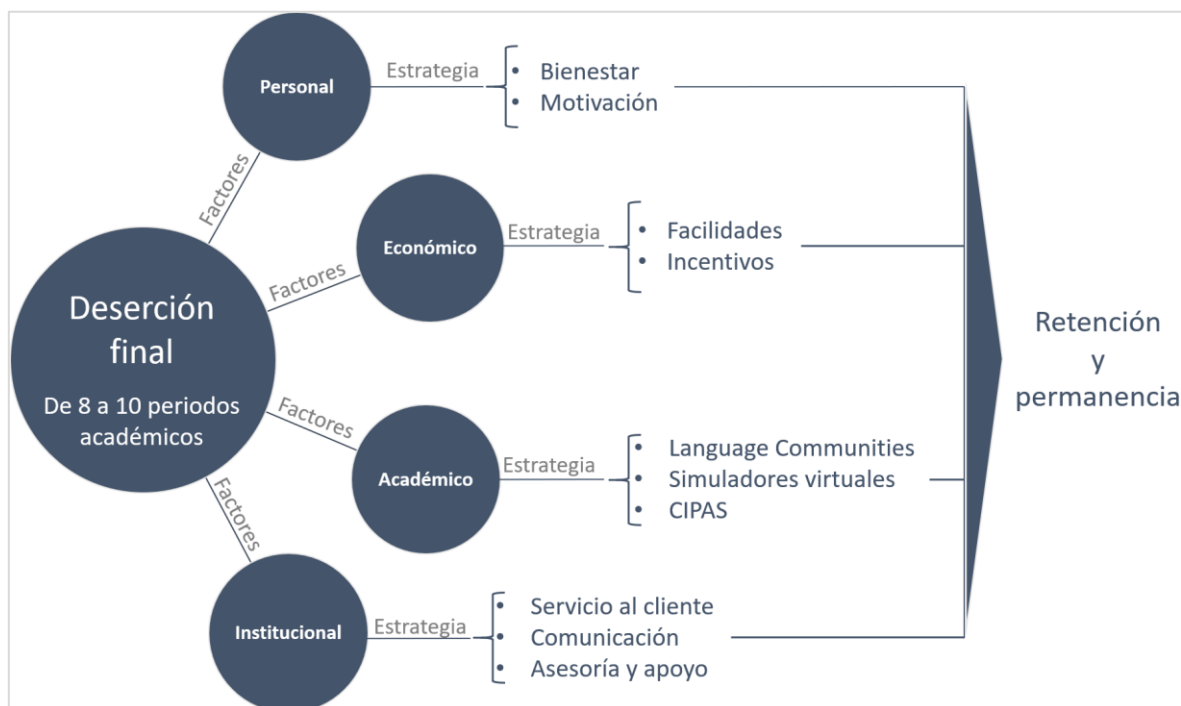 Personal
Estrategia
• Bienestar
• Motivación
Factores
Económico
Estrategia
• Facilidades
• Incentivos
Factores
Deserción
final
De 8 a 10 periodos
académicos
Factores
Académico
Estrategia
• Language Communities
• Simuladores virtuales
• CIPAS
Factores
Institucional
Estrategia
• Servicio al cliente
• Comunicación
• Asesoría y apoyo
Retención
y
permanencia